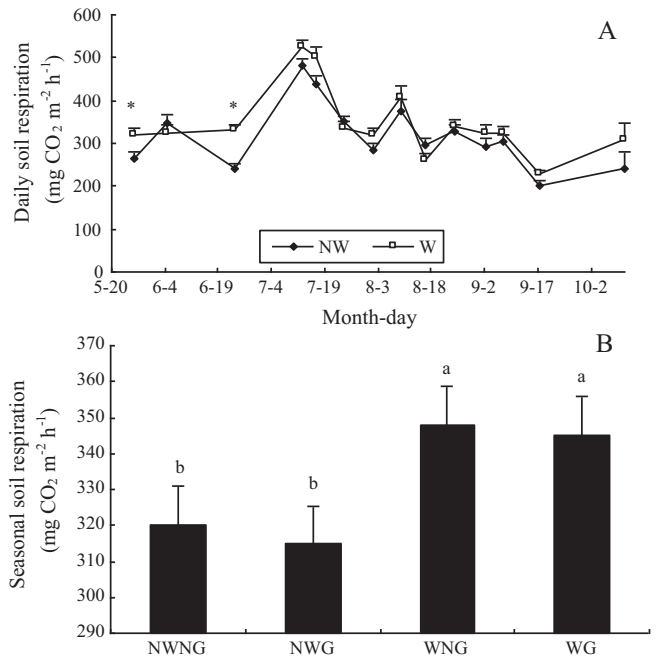 A
Daily soil respiration
(mg CO₂ m⁻² h⁻¹)
600
500
400
300
200
100
0
*
*
NW
W
5-20
6-4
6-19
7-4
7-19
8-3
8-18
9-2
9-17
10-2
Month-day
B
Seasonal soil respiration
(mg CO₂ m⁻² h⁻¹)
370
360
350
340
330
320
310
300
290
b
b
a
a
NWNG
NWG
WNG
WG